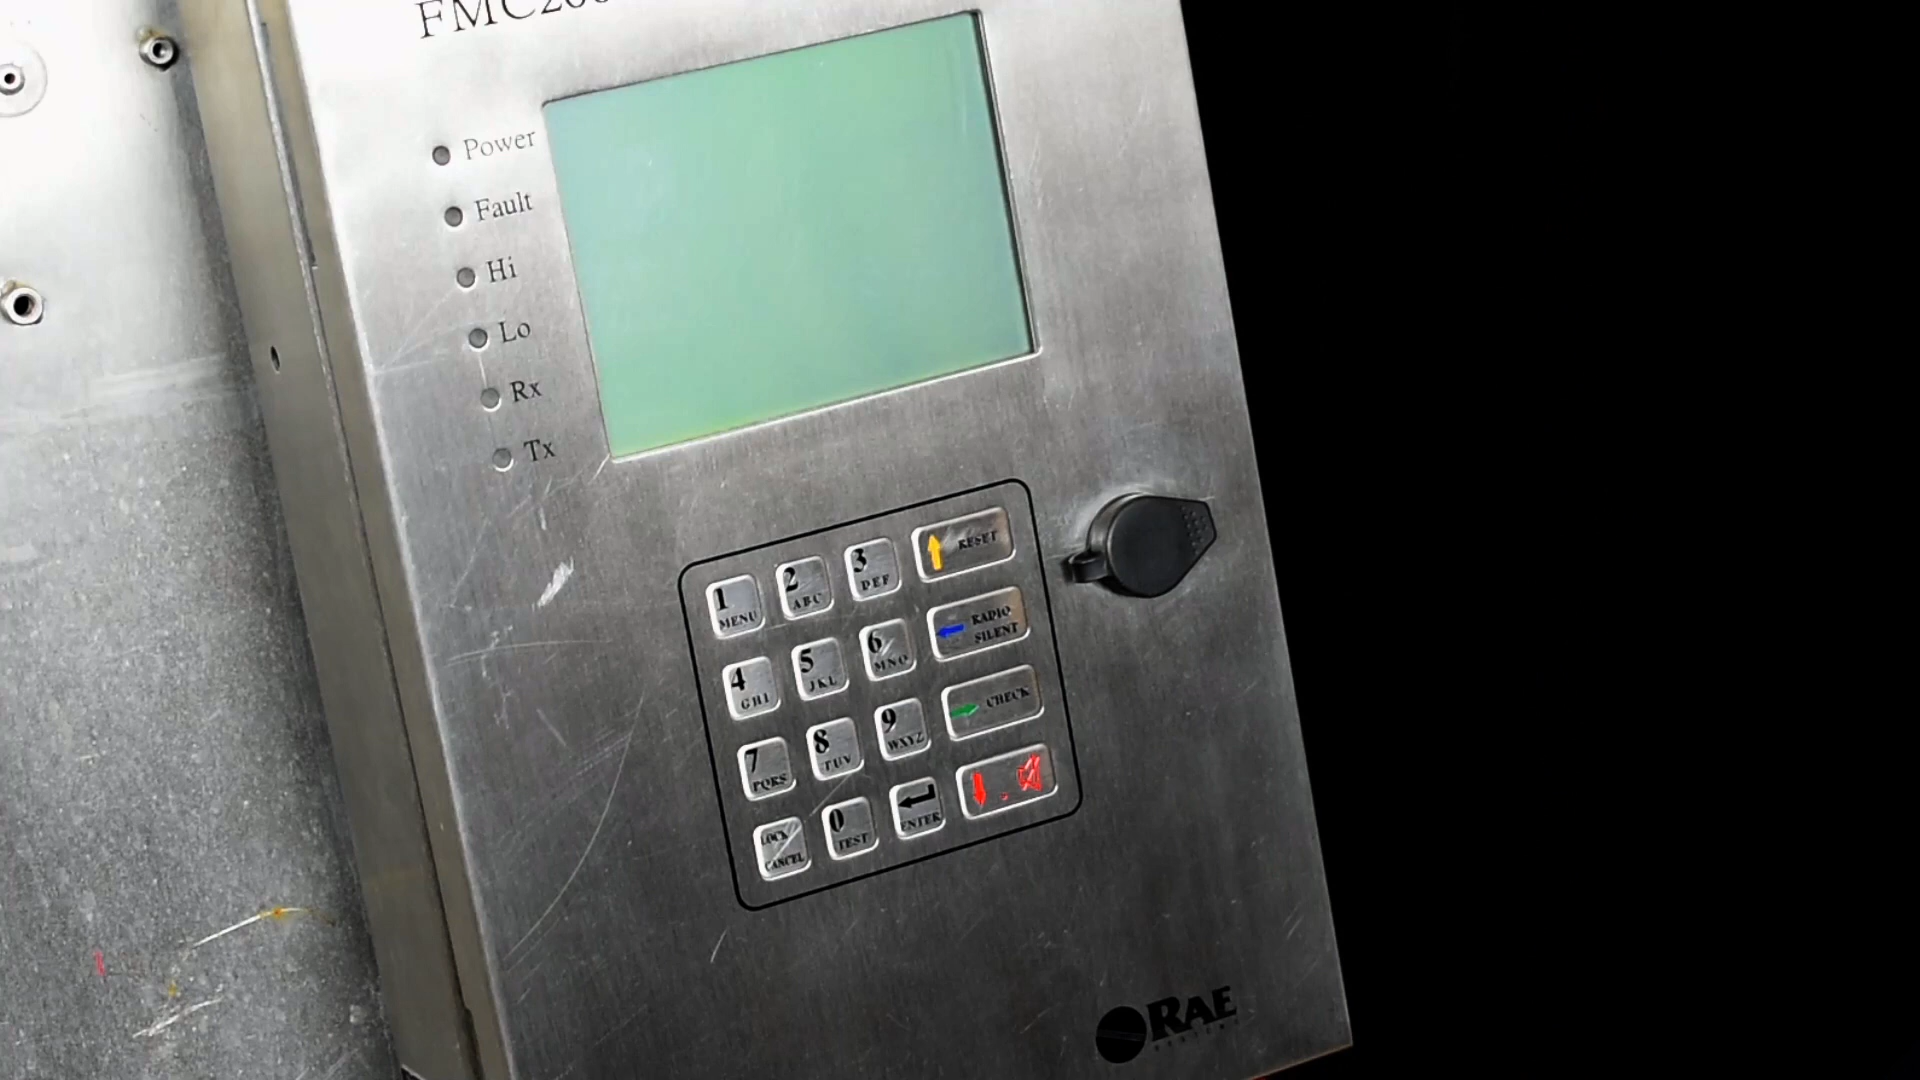 Power
Fault
Hi
Lo
Rx
Tx
1 MENU
2 ABC
3 DEF
RESET
4 GHI
5 JKL
6 MNO
RADIO
SILENT
7 PQRS
8 TUV
9 WXYZ
CHECK
LOCK
CANCEL
0 TEST
ENTER
RAE